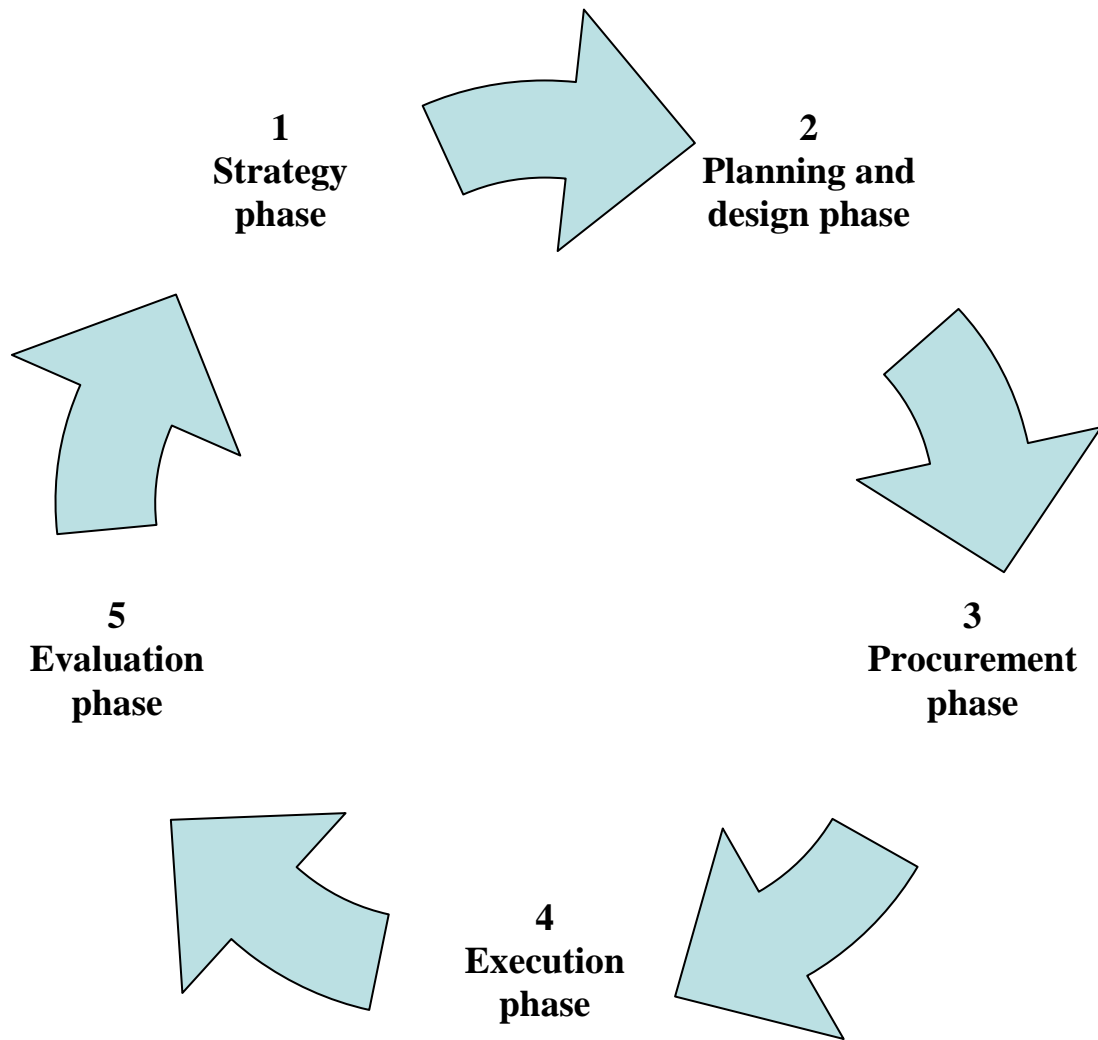 1
Strategy
phase
2
Planning and
design phase
3
Procurement
phase
4
Execution
phase
5
Evaluation
phase